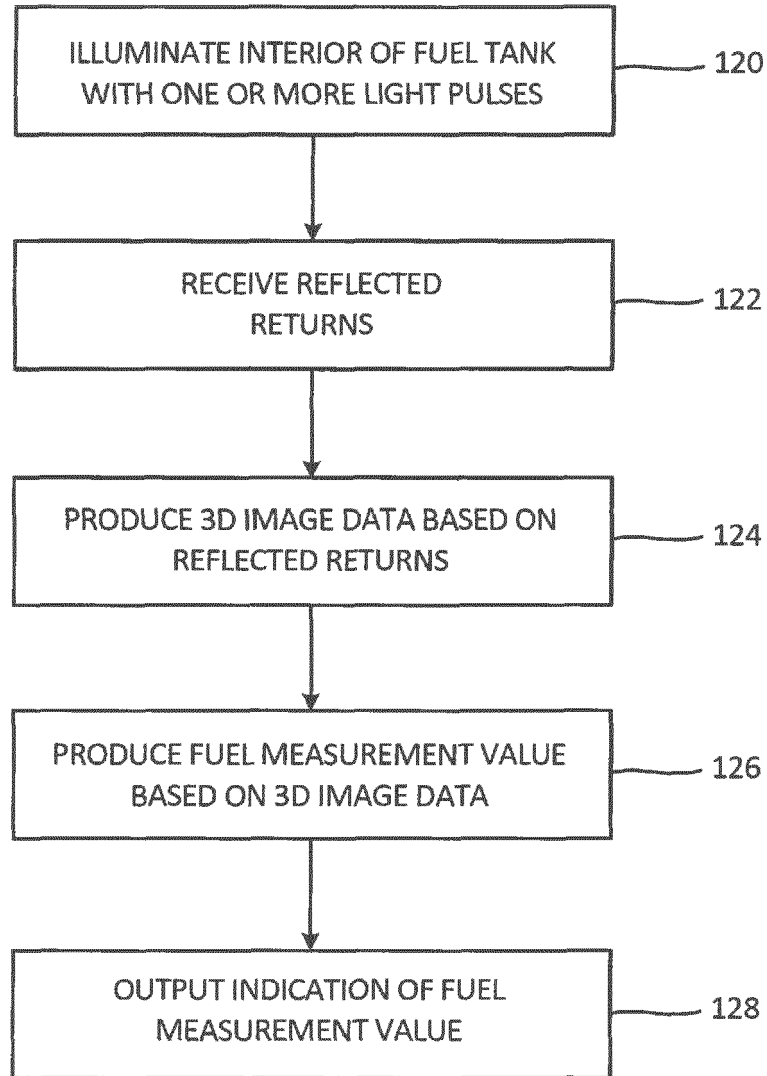 ILLUMINATE INTERIOR OF FUEL TANK
WITH ONE OR MORE LIGHT PULSES
120
RECEIVE REFLECTED
RETURNS
122
PRODUCE 3D IMAGE DATA BASED ON
REFLECTED RETURNS
124
PRODUCE FUEL MEASUREMENT VALUE
BASED ON 3D IMAGE DATA
126
OUTPUT INDICATION OF FUEL
MEASUREMENT VALUE
128